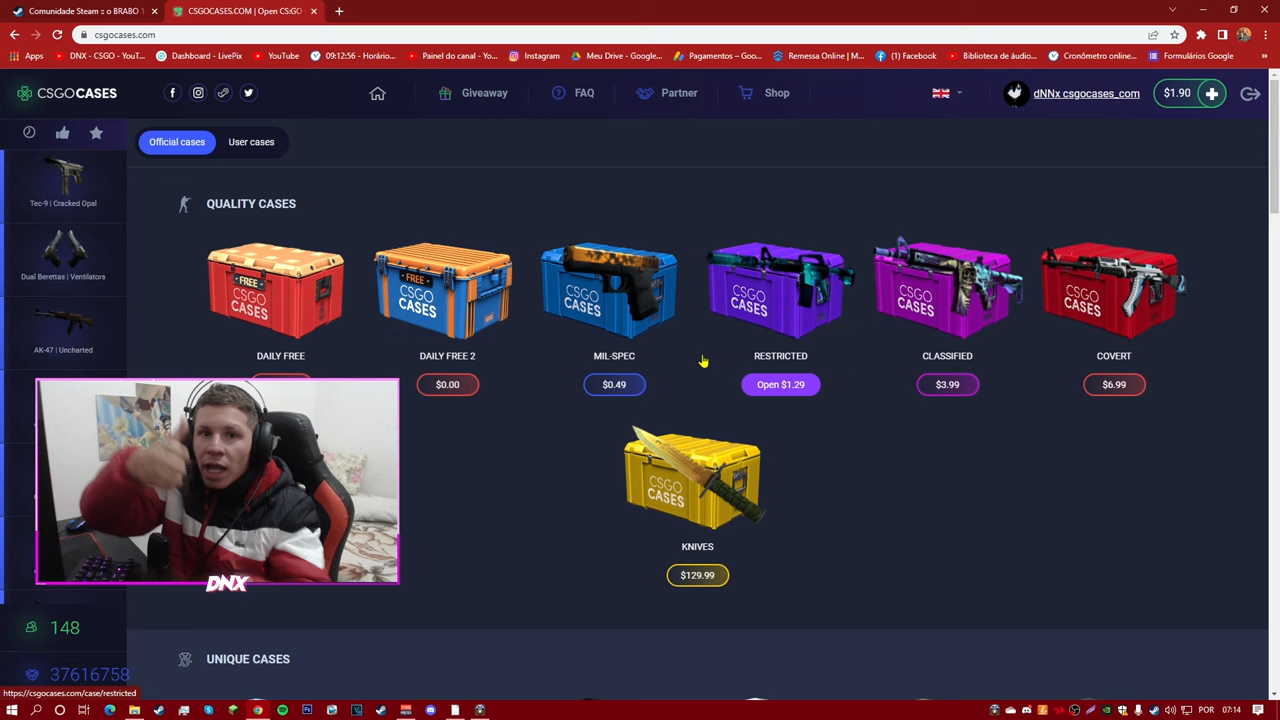 Comunidade Steam :: o BRABO
CSGOCASES.COM | Open CS:GO
csgocases.com
Apps
DNX - CSGO - YouT...
Dashboard - LivePix
YouTube
09:12:56 - Horário...
Painel do canal - Yo...
Instagram
Meu Drive - Google...
Pagamentos – Goog...
Remessa Online | M...
(1) Facebook
Biblioteca de áudio...
Cronômetro online...
Formulários Google
CSGOCASES
Giveaway
FAQ
Partner
Shop
dNNx csgocases_com
$1.90
Official cases
User cases
Tec-9 | Cracked Opal
Dual Berettas | Ventilators
AK-47 | Uncharted
QUALITY CASES
FREE
CSGO
CASES
FREE
CSGO
CASES
CSGO
CASES
CSGO
CASES
CSGO
CASES
CSGO
CASES
DAILY FREE
DAILY FREE 2
MIL-SPEC
RESTRICTED
CLASSIFIED
COVERT
$0.00
$0.49
Open $1.29
$3.99
$6.99
CSGO
CASES
KNIVES
$129.99
DNX
148
UNIQUE CASES
37616758
https://csgocases.com/case/restricted
POR
07:14